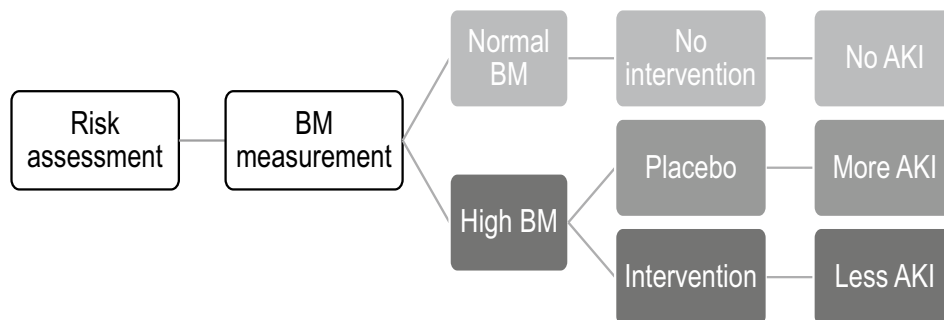 Risk
assessment
BM
measurement
Normal
BM
No
intervention
No AKI
High BM
Placebo
More AKI
Intervention
Less AKI